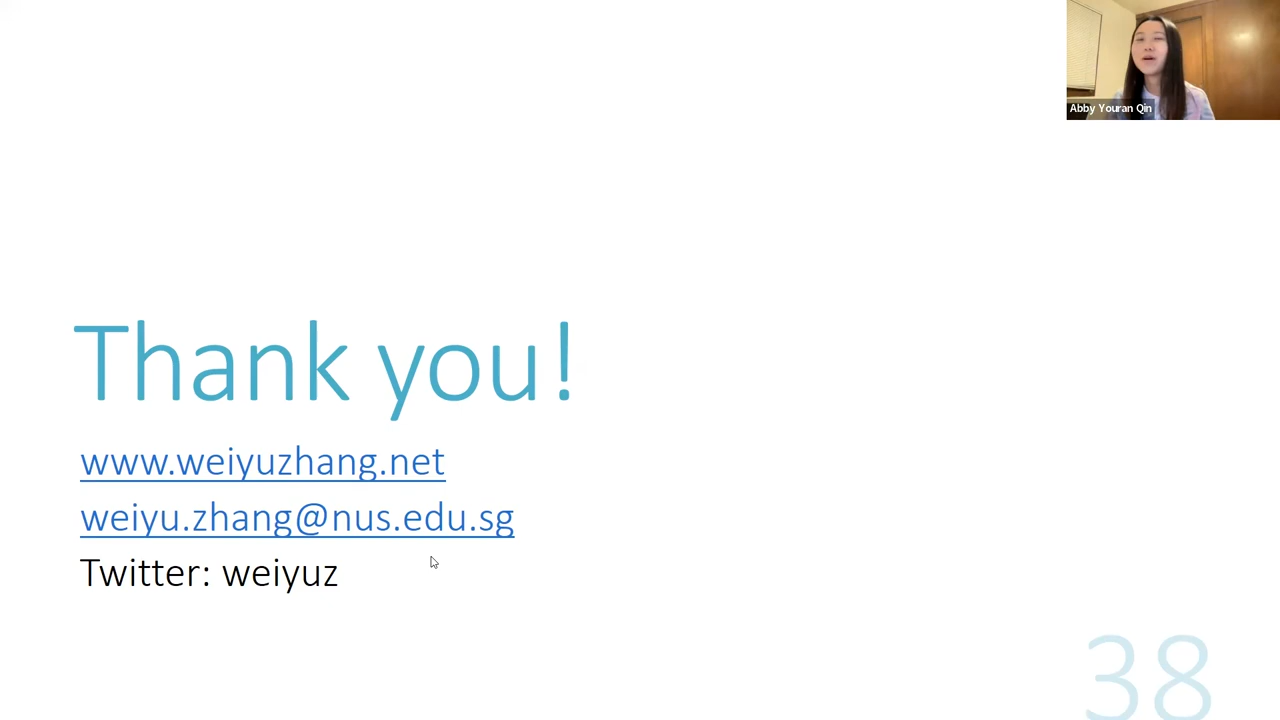 Abby Youran Qin
Thank you!
www.weiyuzhang.net
weiyu.zhang@nus.edu.sg
Twitter: weiyuz
38